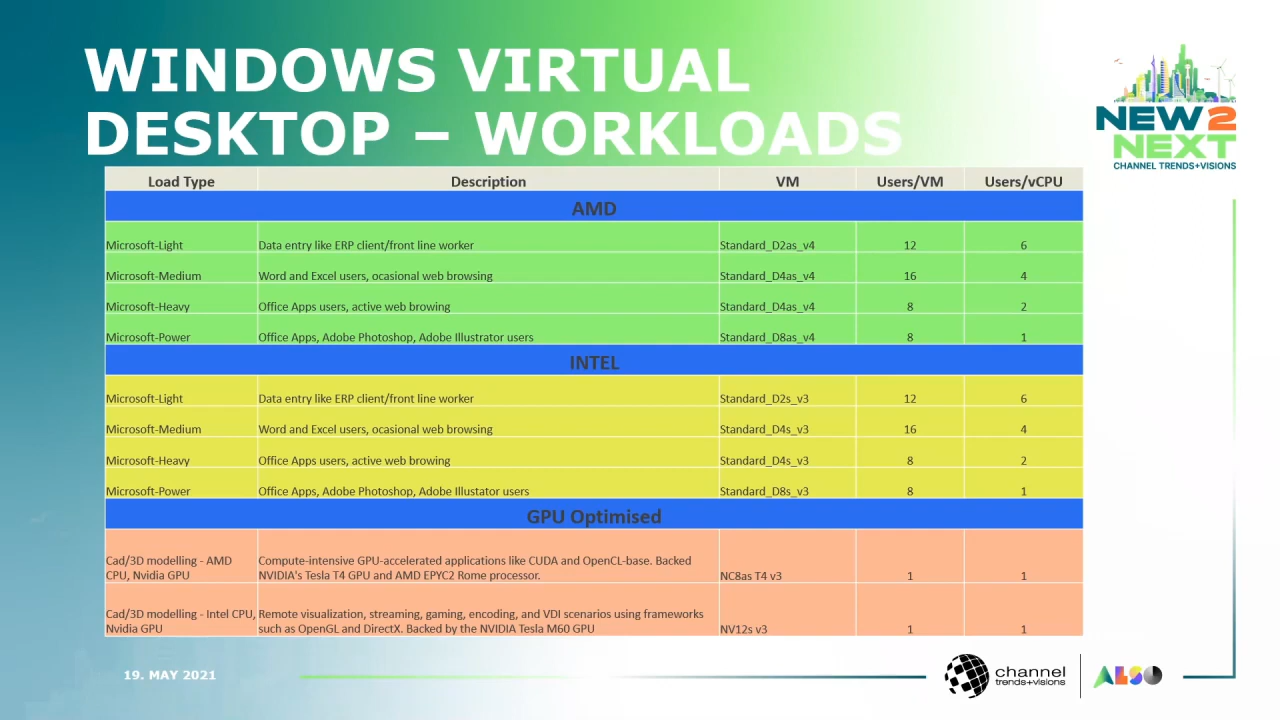 WINDOWS VIRTUAL
DESKTOP – WORKLOADS
NEW2
NEXT
CHANNEL TRENDS+VISIONS
Load Type Description VM Users/VM Users/vCPU
AMD
Microsoft-Light Data entry like ERP client/front line worker Standard_D2as_v4 12 6
Microsoft-Medium Word and Excel users, ocasional web browsing Standard_D4as_v4 16 4
Microsoft-Heavy Office Apps users, active web browing Standard_D4as_v4 8 2
Microsoft-Power Office Apps, Adobe Photoshop, Adobe Illustrator users Standard_D8as_v4 8 1
INTEL
Microsoft-Light Data entry like ERP client/front line worker Standard_D2s_v3 12 6
Microsoft-Medium Word and Excel users, ocasional web browsing Standard_D4s_v3 16 4
Microsoft-Heavy Office Apps users, active web browing Standard_D4s_v3 8 2
Microsoft-Power Office Apps, Adobe Photoshop, Adobe Illustator users Standard_D8s_v3 8 1
GPU Optimised
Cad/3D modelling - AMD Compute-intensive GPU-accelerated applications like CUDA and OpenCL-base. Backed
CPU, Nvidia GPU NVIDIA's Tesla T4 GPU and AMD EPYC2 Rome processor. NC8as T4 v3 1 1
Cad/3D modelling - Intel CPU, Remote visualization, streaming, gaming, encoding, and VDI scenarios using frameworks
Nvidia GPU such as OpenGL and DirectX. Backed by the NVIDIA Tesla M60 GPU NV12s v3 1 1
19. MAY 2021
channel
trends+visions
ALSO